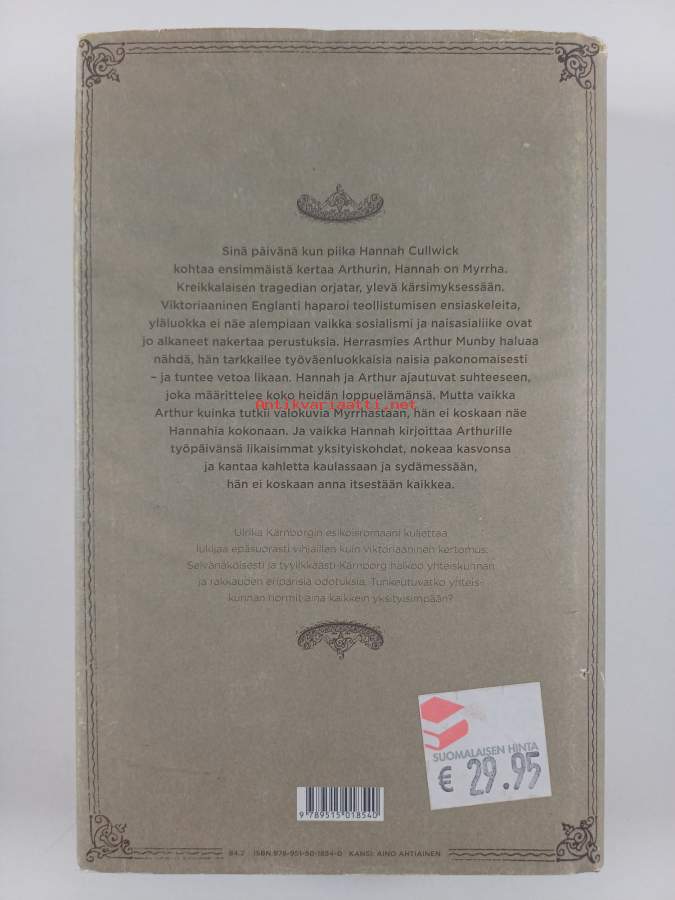 Sinä päivänä kun piika Hannah Cullwick
kohtaa ensimmäistä kertaa Arthurin, Hannah on Myrrha.
Kreikkalaisen tragedian orjatar, ylevä kärsimyksessään.
Viktoriaaninen Englanti haparoi teollistumisen ensiaskeleita,
yläluokka ei näe alempiaan vaikka sosialismi ja naisasialiike ovat
jo alkaneet nakertaa perustuksia. Herrasmies Arthur Munby haluaa
nähdä, hän tarkkailee työväenluokkaisia naisia pakonomaisesti
– ja tuntee vetoa likaan. Hannah ja Arthur ajautuvat suhteeseen,
joka määrittelee koko heidän loppuelämänsä. Mutta vaikka
Antikvariaatti.net
Arthur kuinka tutkii valokuvia Myrrhastaan, hän ei koskaan näe
Hannahia kokonaan. Ja vaikka Hannah kirjoittaa Arthurille
työpäivänsä likaisimmat yksityiskohdat, nokeaa kasvonsa
ja kantaa kahletta kaulassaan ja sydämessään,
hän ei koskaan anna itsestään kaikkea.
Ulrika Kärnborgin esikoisromaani kuljettaa
lukijaa epäsuorasti vihjaillen kuin viktoriaaninen kertomus.
Selvänäköisesti ja tyylikkäästi Kärnborg halkoo yhteiskunnan
ja rakkauden eriparisia odotuksia. Tunkeutuvatko yhteis-
kunnan normit aina kaikkein yksityisimpään?
SUOMALAISEN HINTA
€ 29.95
9 789515 018540
84.2 ISBN 978-951-50-1854-0 KANSI: AINO AHTIAINEN